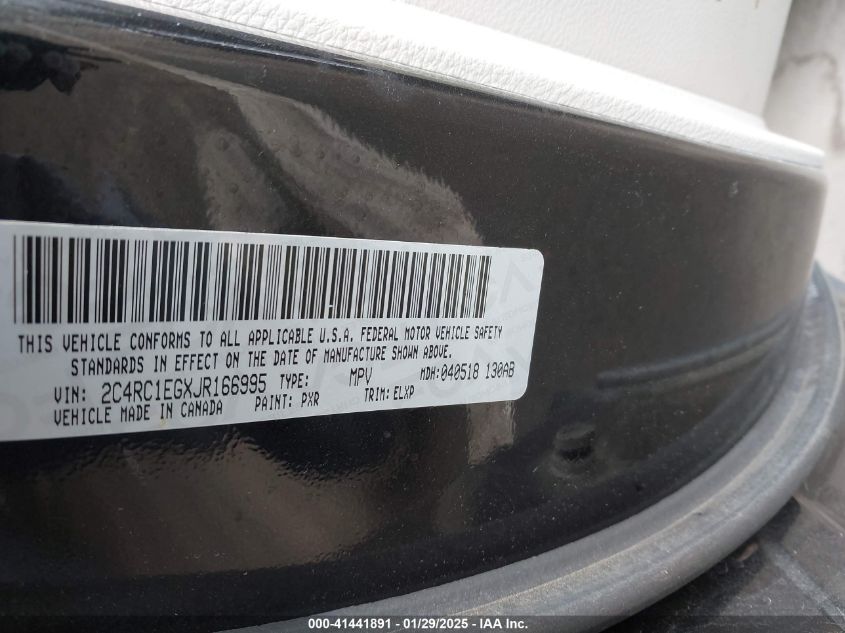 THIS VEHICLE CONFORMS TO ALL APPLICABLE U.S.A. FEDERAL MOTOR VEHICLE SAFETY
STANDARDS IN EFFECT ON THE DATE OF MANUFACTURE SHOWN ABOVE.
VIN: 2C4RC1EGXJR166995 TYPE: MPV MDH: 040518 130AB
VEHICLE MADE IN CANADA PAINT: PXR TRIM: ELXP
000-41441891 - 01/29/2025 - IAA Inc.